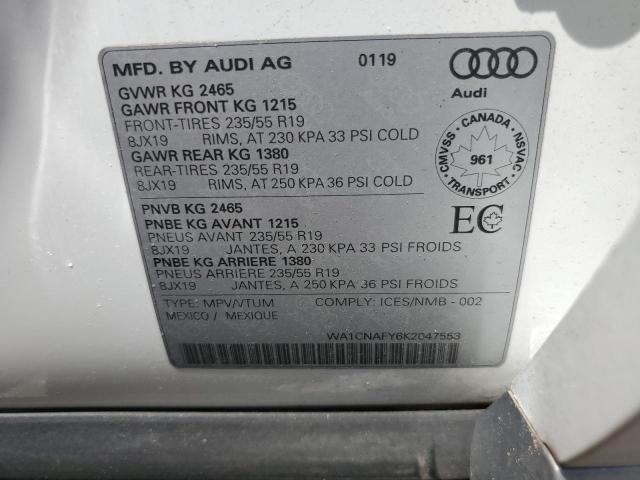 MFD. BY AUDI AG 0119
Audi
GVWR KG 2465
GAWR FRONT KG 1215
FRONT-TIRES 235/55 R19
8JX19 RIMS, AT 230 KPA 33 PSI COLD
GAWR REAR KG 1380
REAR-TIRES 235/55 R19
8JX19 RIMS, AT 250 KPA 36 PSI COLD
CMVSS - CANADA - NSVAC
961
TRANSPORT
PNVB KG 2465
PNBE KG AVANT 1215
PNEUS AVANT 235/55 R19
8JX19 JANTES, A 230 KPA 33 PSI FROIDS
PNBE KG ARRIERE 1380
PNEUS ARRIERE 235/55 R19
8JX19 JANTES, A 250 KPA 36 PSI FROIDS
EC
TYPE: MPV/VTUM COMPLY: ICES/NMB - 002
MEXICO / MEXIQUE
WA1CNAFY6K2047553